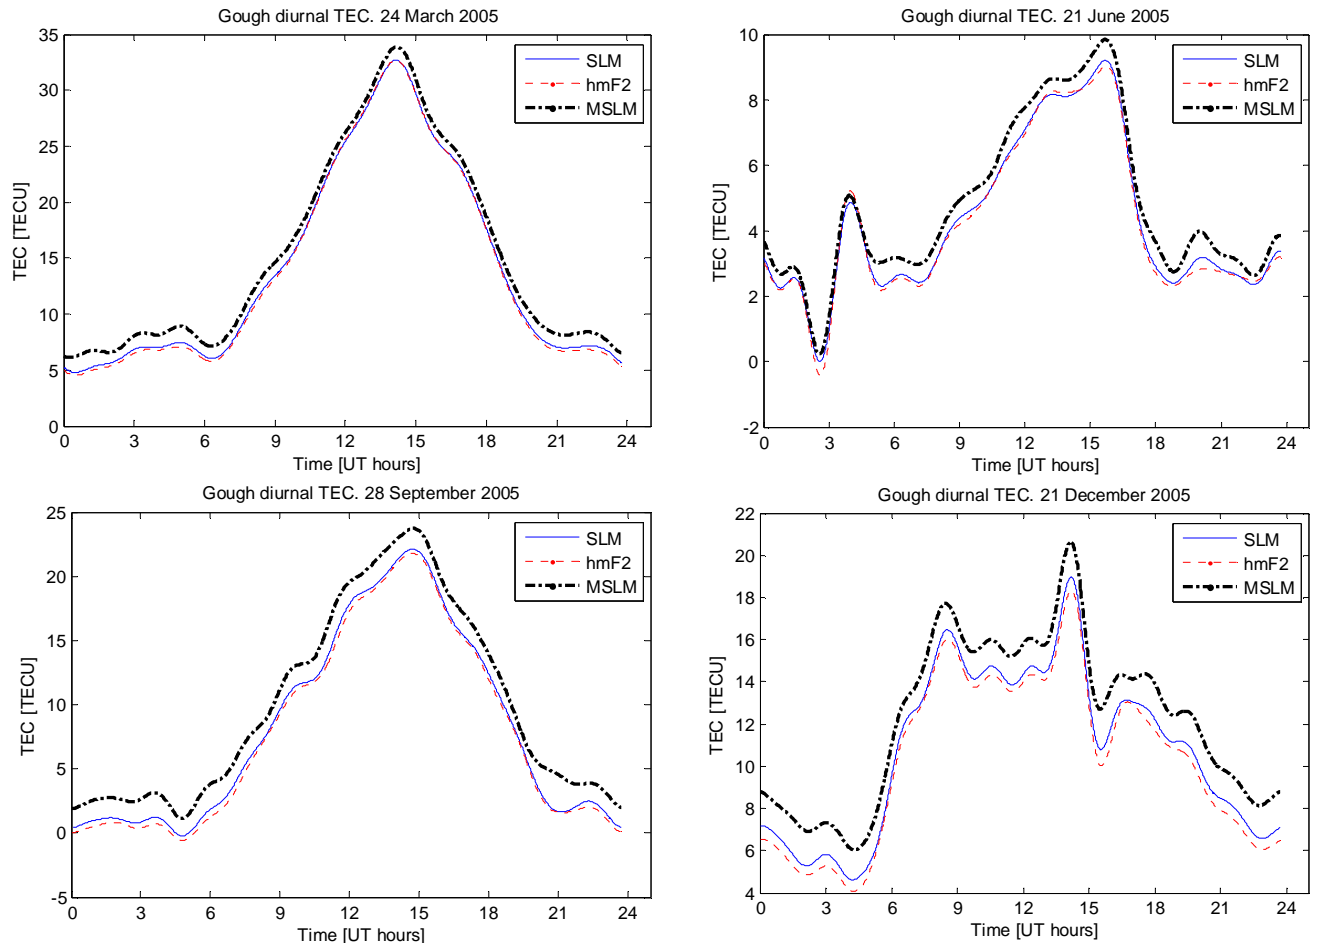 Gough diurnal TEC. 24 March 2005
35
30
25
20
15
10
5
0
TEC [TECU]
SLM
hmF2
MSLM
0 3 6 9 12 15 18 21 24
Time [UT hours]
Gough diurnal TEC. 21 June 2005
10
8
6
4
2
0
-2
TEC [TECU]
SLM
hmF2
MSLM
0 3 6 9 12 15 18 21 24
Time [UT hours]
Gough diurnal TEC. 28 September 2005
25
20
15
10
5
0
-5
TEC [TECU]
SLM
hmF2
MSLM
0 3 6 9 12 15 18 21 24
Time [UT hours]
Gough diurnal TEC. 21 December 2005
22
20
18
16
14
12
10
8
6
4
TEC [TECU]
SLM
hmF2
MSLM
0 3 6 9 12 15 18 21 24
Time [UT hours]